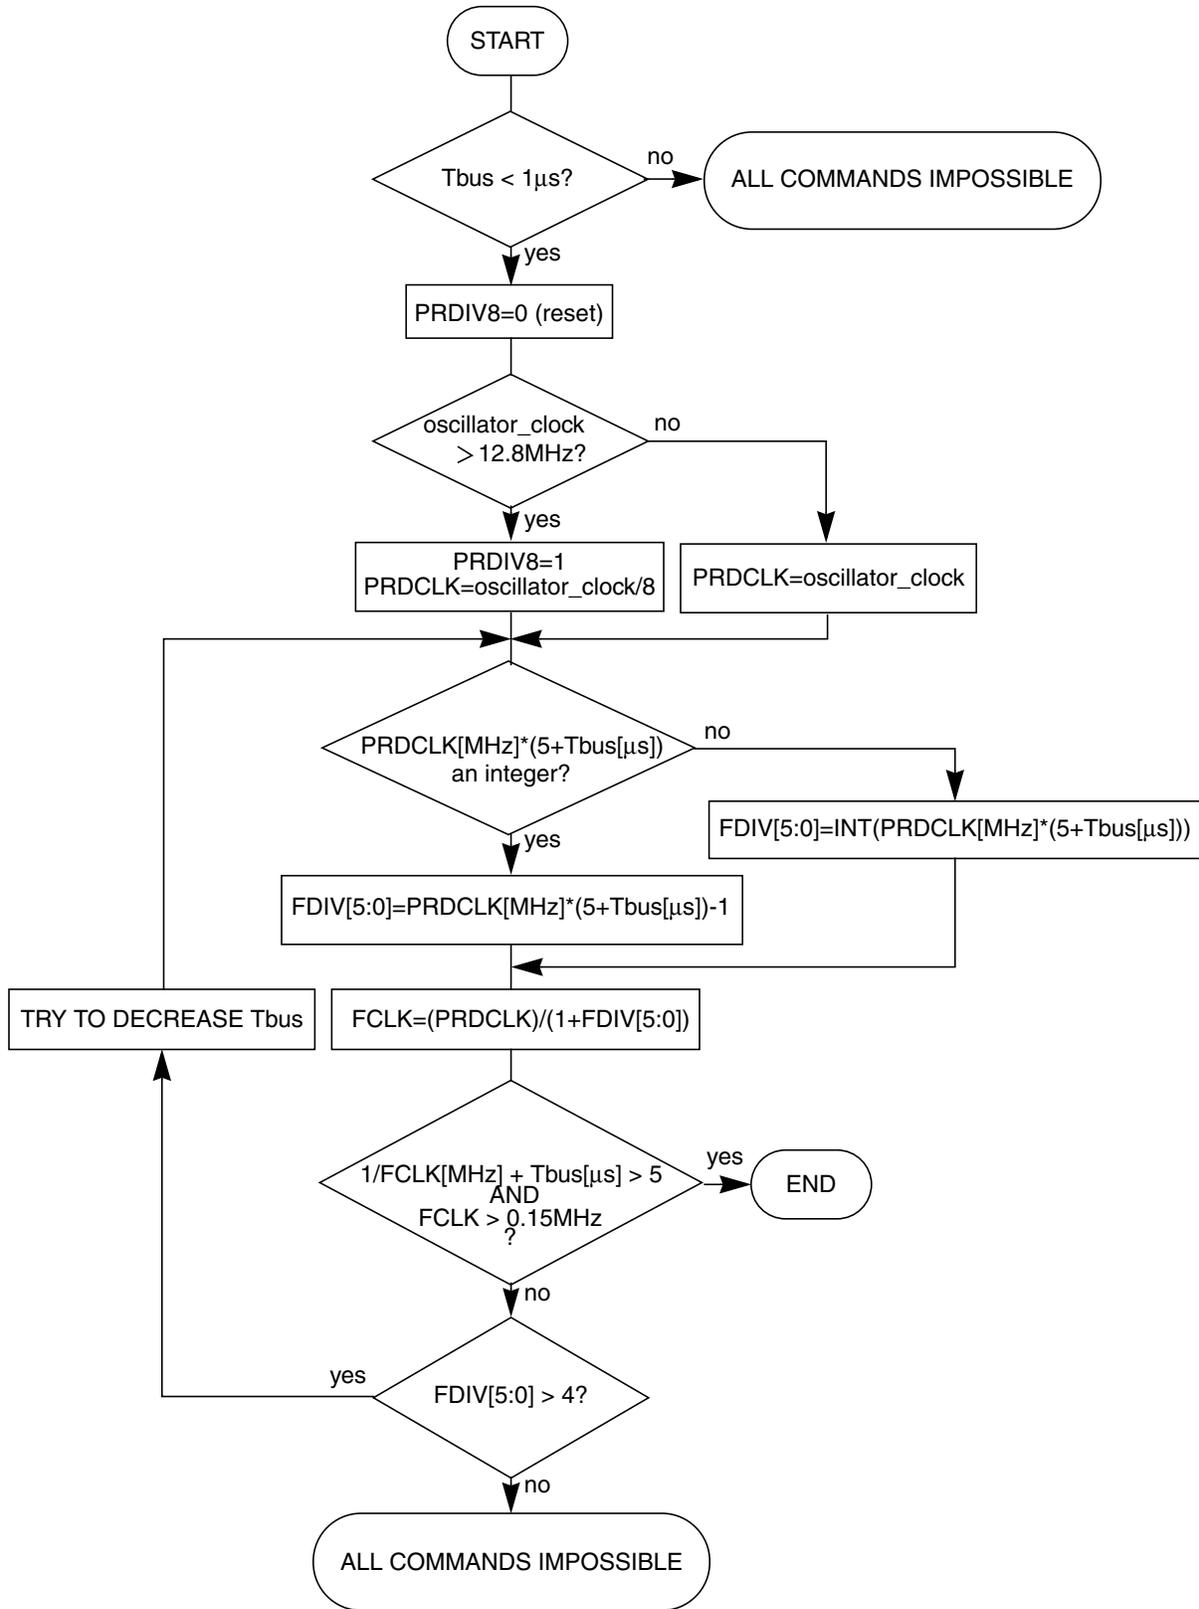 START
Tbus < 1μs?
no
ALL COMMANDS IMPOSSIBLE
yes
PRDIV8=0 (reset)
oscillator_clock
> 12.8MHz?
no
yes
PRDIV8=1
PRDCLK=oscillator_clock/8
PRDCLK=oscillator_clock
PRDCLK[MHz]*(5+Tbus[μs])
an integer?
no
yes
FDIV[5:0]=INT(PRDCLK[MHz]*(5+Tbus[μs]))
FDIV[5:0]=PRDCLK[MHz]*(5+Tbus[μs])-1
TRY TO DECREASE Tbus
FCLK=(PRDCLK)/(1+FDIV[5:0])
1/FCLK[MHz] + Tbus[μs] > 5
AND
FCLK > 0.15MHz
?
yes
END
no
FDIV[5:0] > 4?
yes
no
ALL COMMANDS IMPOSSIBLE